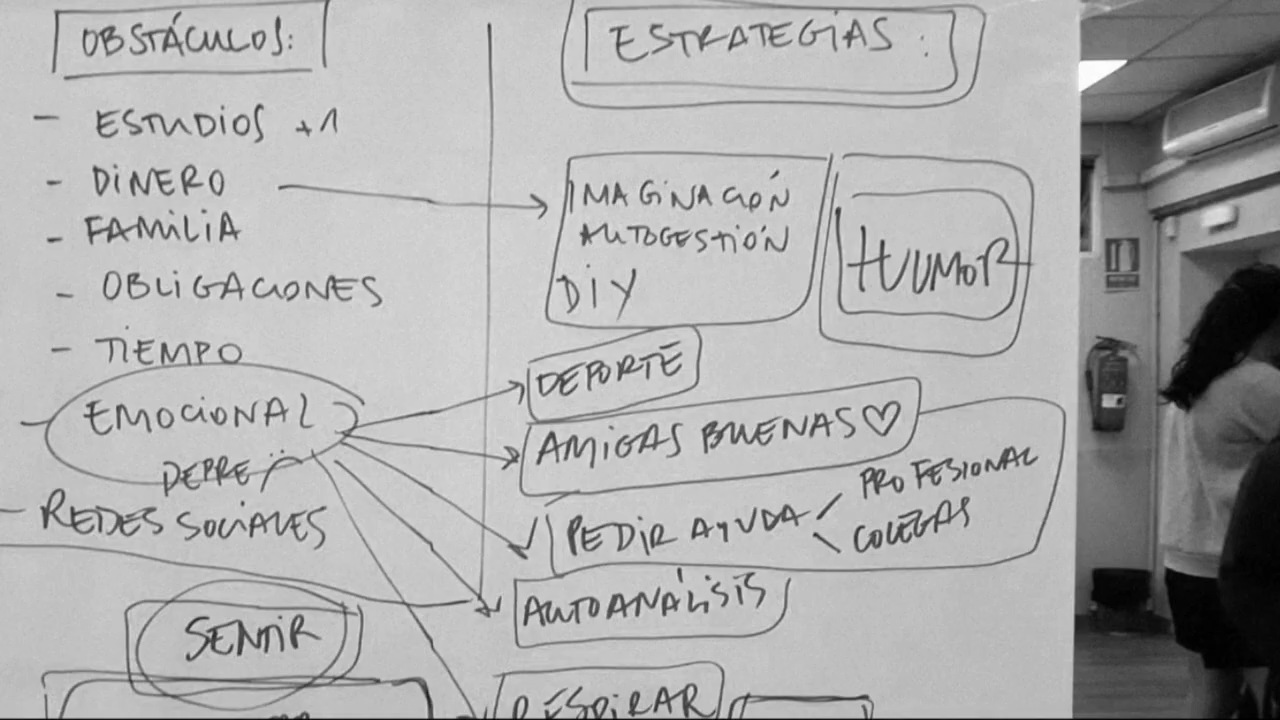 OBSTÁCULOS:
- ESTUDIOS +1
- DINERO
- FAMILIA
- OBLIGACIONES
- TIEMPO
- EMOCIONAL
DEPRE
- REDES SOCIALES
SENTIR
ESTRATEGIAS:
IMAGINACIÓN
AUTOGESTIÓN
DIY
HUMOR
DEPORTE
AMIGAS BUENAS ♡
PEDIR AYUDA < PROFESIONAL
COLEGAS
AUTOANÁLISIS
RESPIRAR